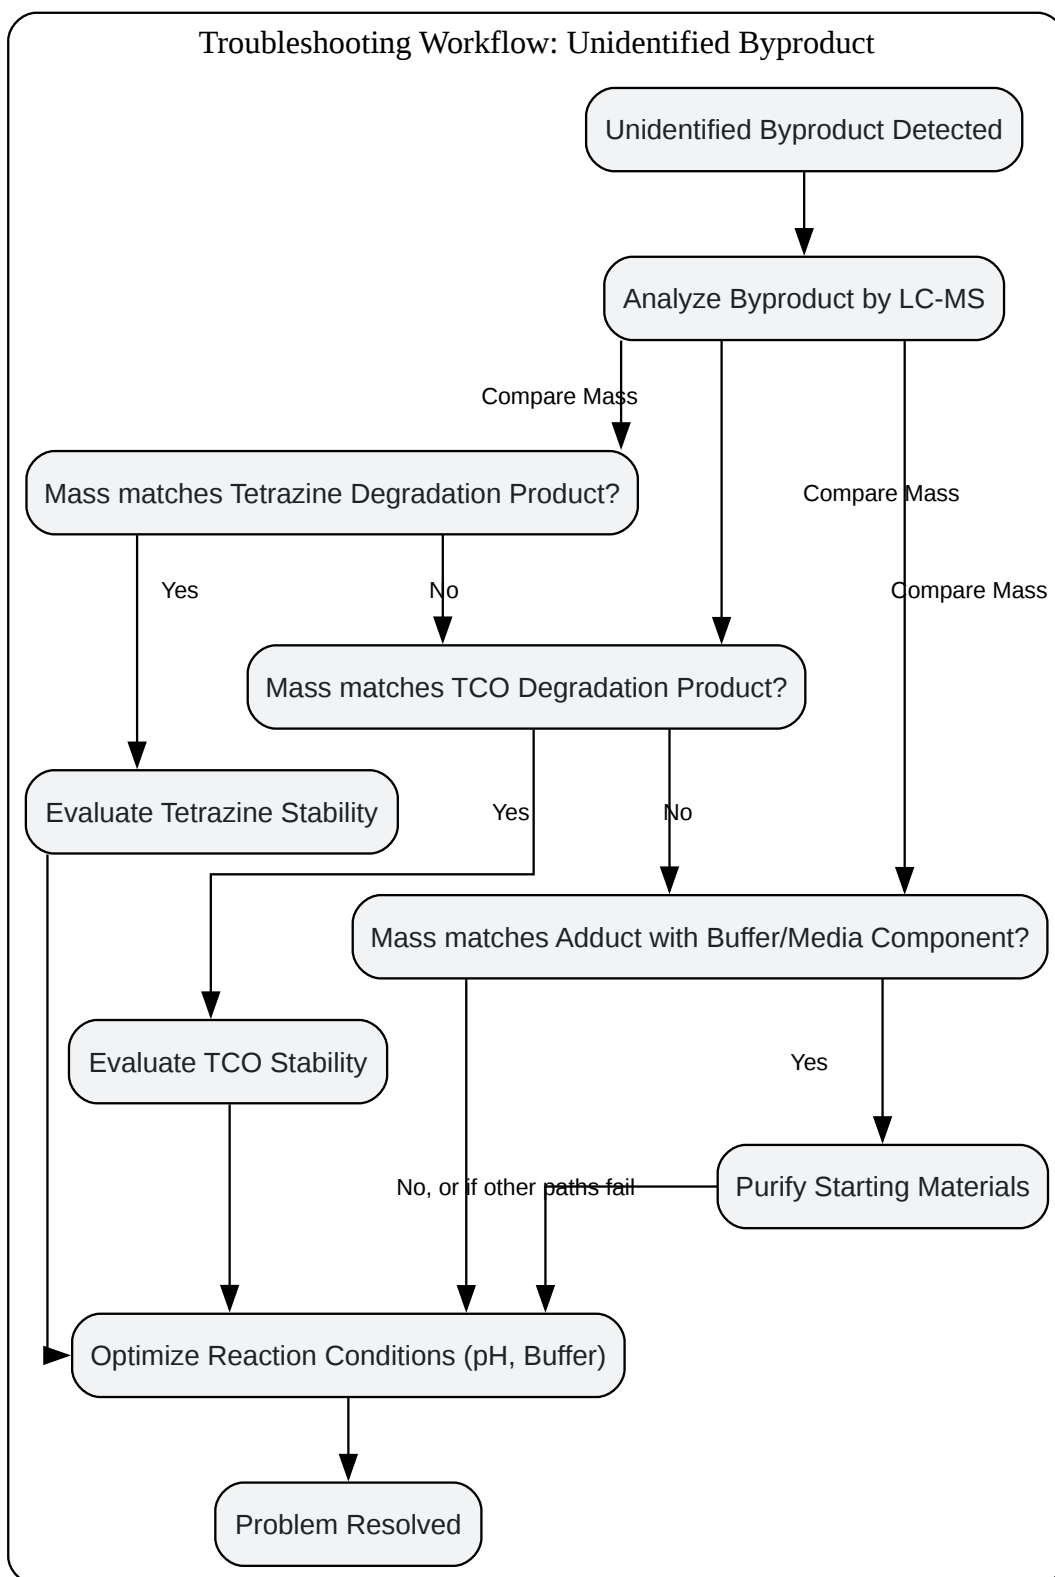 Troubleshooting Workflow: Unidentified Byproduct
Unidentified Byproduct Detected
Analyze Byproduct by LC-MS
Compare Mass
Mass matches Tetrazine Degradation Product?
Compare Mass
Yes
No
Compare Mass
Mass matches TCO Degradation Product?
Evaluate Tetrazine Stability
Yes
No
Mass matches Adduct with Buffer/Media Component?
Evaluate TCO Stability
Yes
No, or if other paths fail
Purify Starting Materials
Optimize Reaction Conditions (pH, Buffer)
Problem Resolved